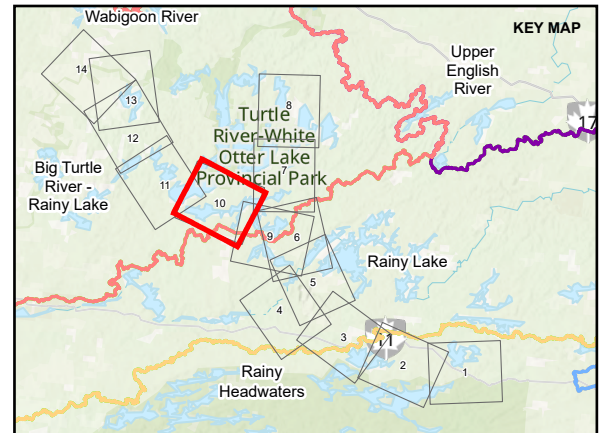 Wabigoon River
KEY MAP
Upper
English
River
14
13
8
17
Turtle
River-White
Otter Lake
Provincial Park
7
12
Big Turtle
River -
Rainy Lake
11
10
9
6
Rainy Lake
5
4
3
11
2
1
Rainy
Headwaters